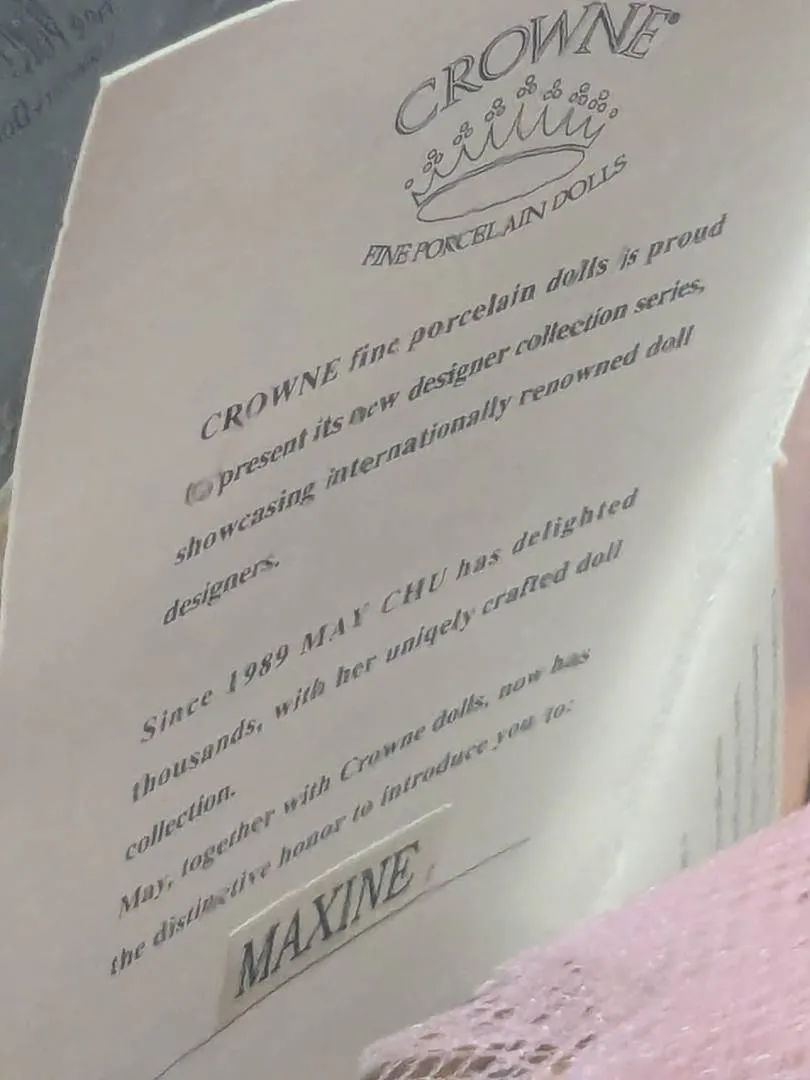 CROWNE
FINE PORCELAIN DOLLS
CROWNE fine porcelain dolls is proud
to present its new designer collection series,
showcasing internationally renowned doll
designers.
Since 1989 MAY CHU has delighted
thousands, with her uniqely crafted doll
collection.
May, together with Crowne dolls, now has
the distinctive honor to introduce you to:
MAXINE